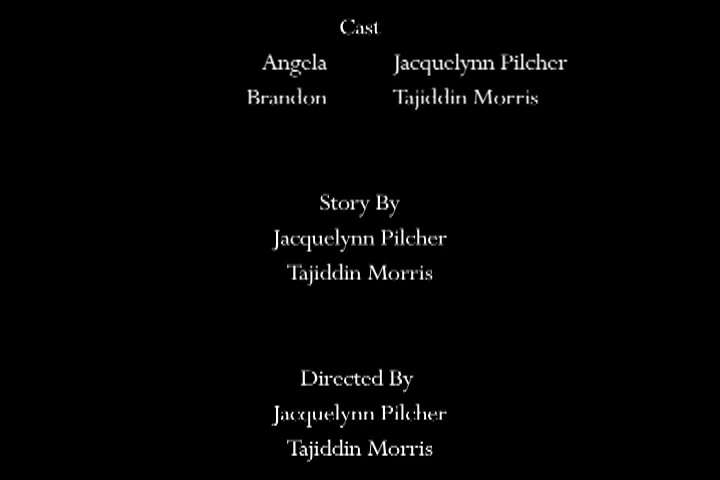 Cast
Angela Jacquelynn Pilcher
Brandon Tajiddin Morris
Story By
Jacquelynn Pilcher
Tajiddin Morris
Directed By
Jacquelynn Pilcher
Tajiddin Morris